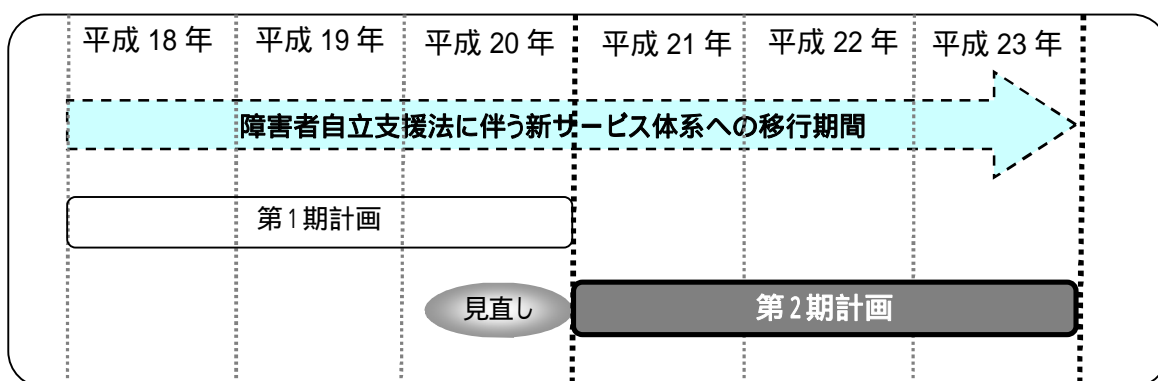 平成 18 年 平成 19 年 平成 20 年 平成 21 年 平成 22 年 平成 23 年
障害者自立支援法に伴う新サービス体系への移行期間
第1期計画
見直し 第2期計画